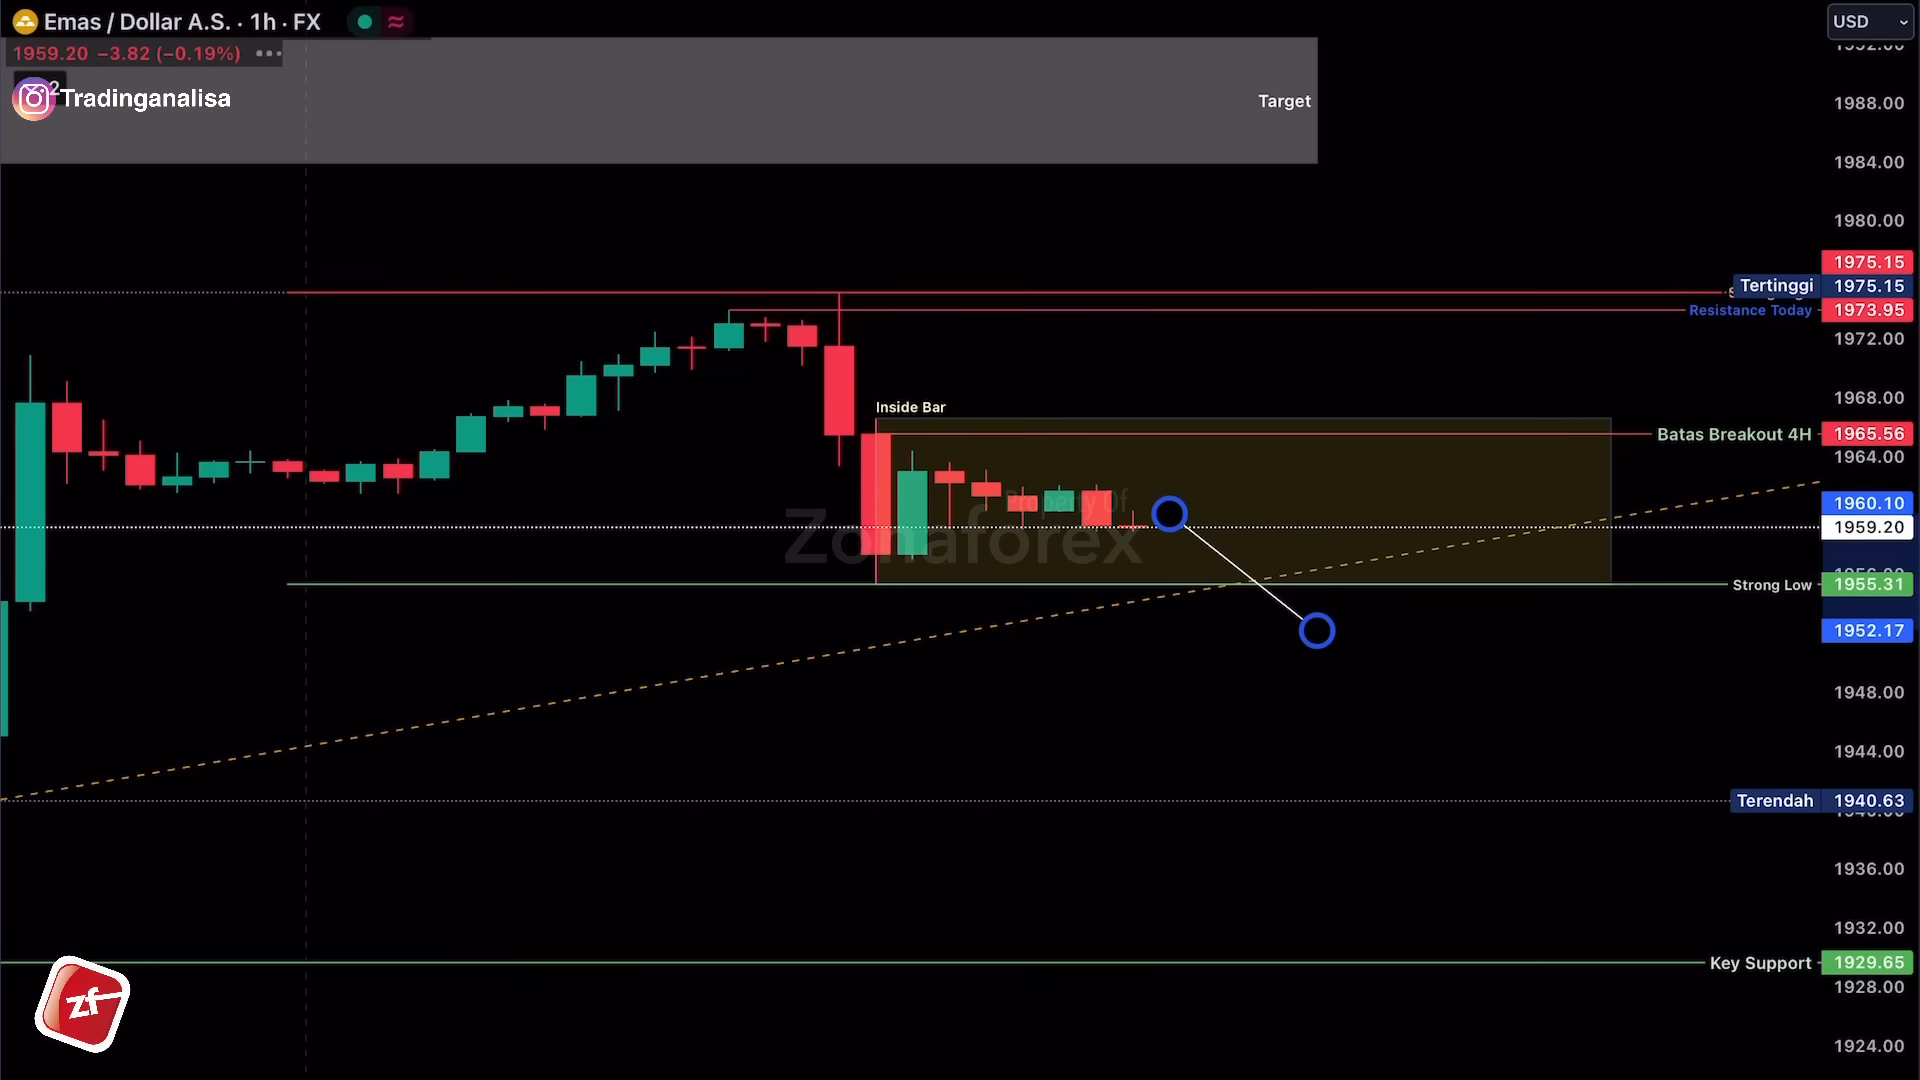 Emas / Dollar A.S. · 1h · FX
USD
1959.20 −3.82 (−0.19%)
Tradinganalisa
Target
1988.00
1984.00
1980.00
1975.15
Tertinggi 1975.15
Resistance Today 1973.95
1972.00
1968.00
Inside Bar
Batas Breakout 4H 1965.56
1964.00
Property Of
Zonaforex
1960.10
1959.20
Strong Low 1955.31
1952.17
1948.00
1944.00
Terendah 1940.63
1936.00
1932.00
Key Support 1929.65
1928.00
zf
1924.00